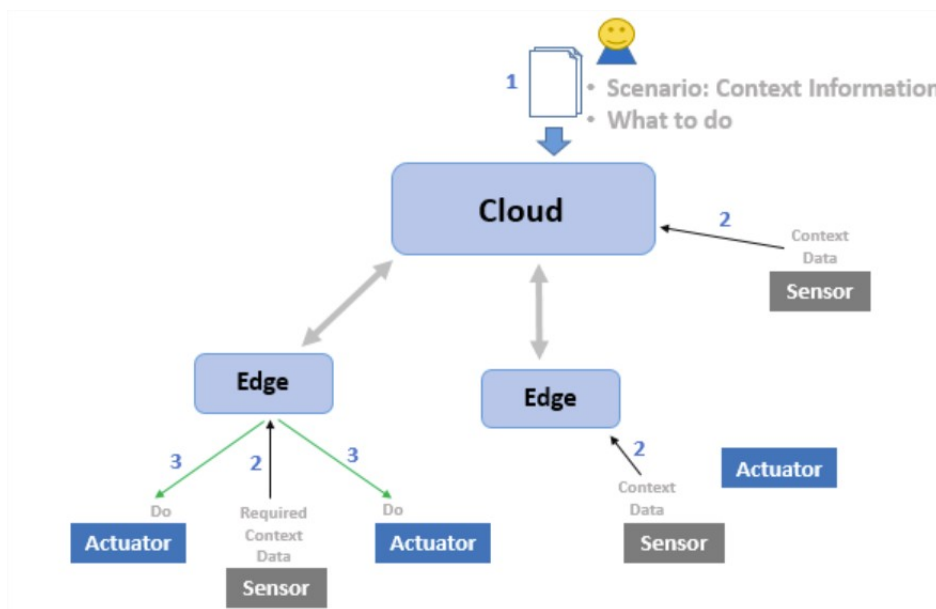 1
• Scenario: Context Information
• What to do
Cloud
2
Context
Data
Sensor
Edge
Edge
3
2
3
Do
Required
Context
Data
Do
Actuator
Sensor
Actuator
2
Context
Data
Sensor
Actuator